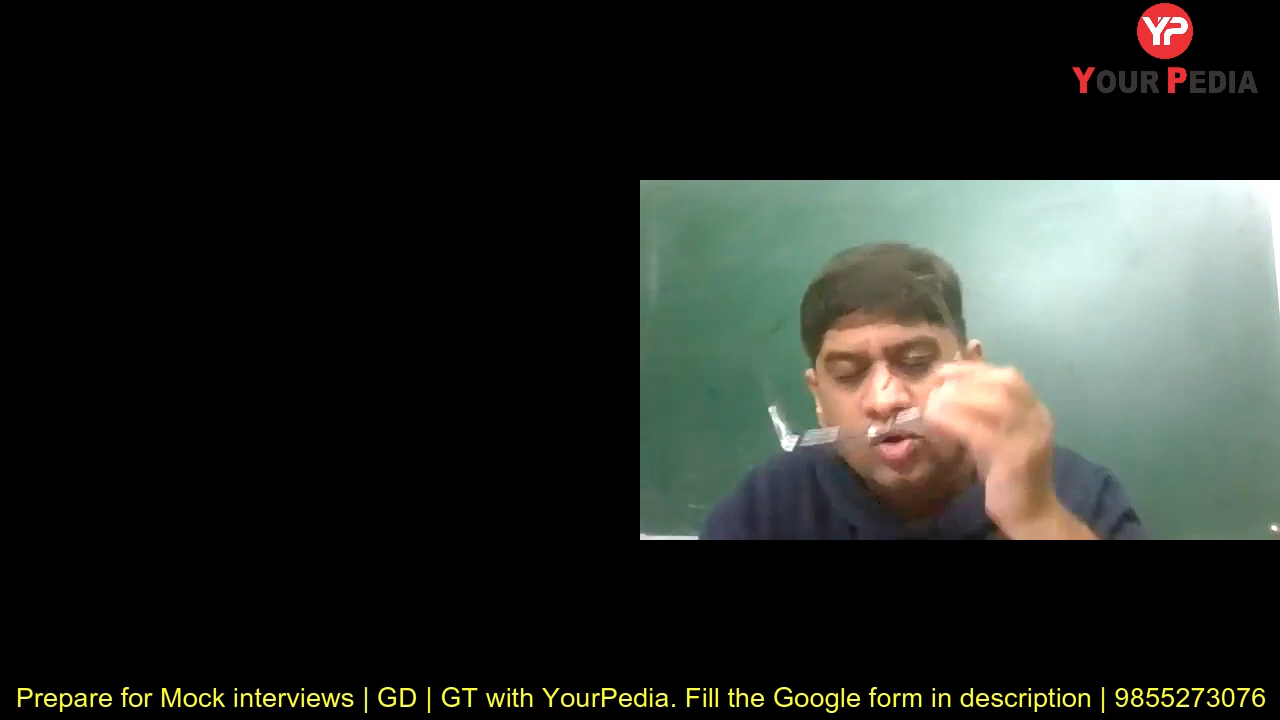 YP
YOUR PEDIA
Prepare for Mock interviews | GD | GT with YourPedia. Fill the Google form in description | 9855273076